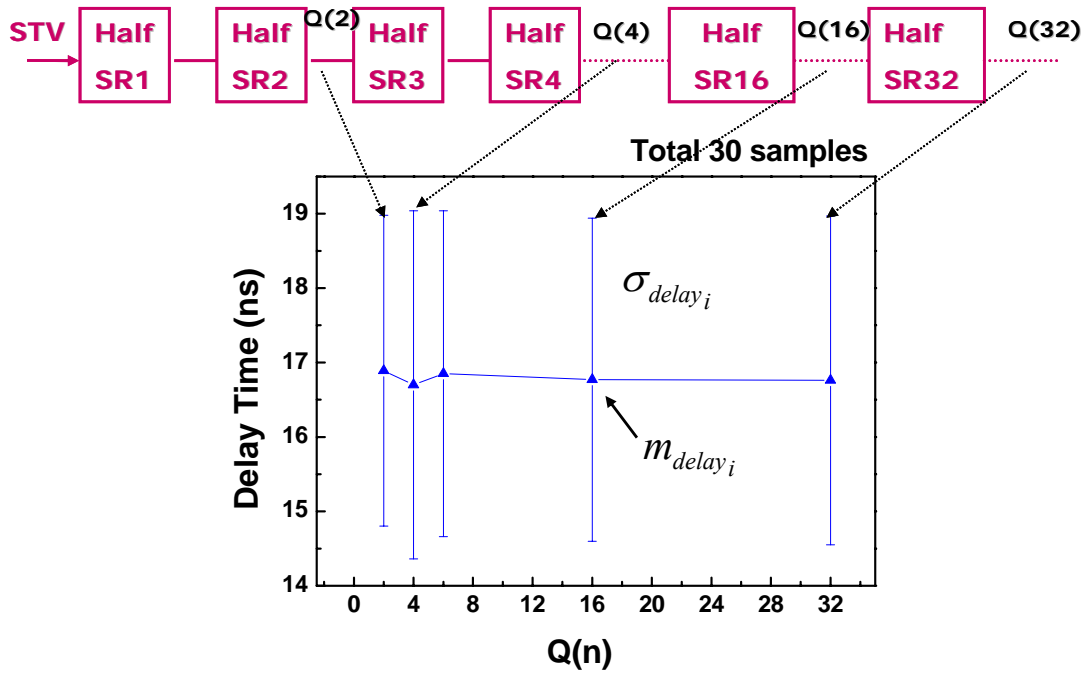 STV
Half SR1
Half SR2
Q(2)
Half SR3
Half SR4
Q(4)
Half SR16
Q(16)
Half SR32
Q(32)
Total 30 samples
Delay Time (ns)
19
18
17
16
15
14
σ_delay_i
m_delay_i
0 4 8 12 16 20 24 28 32
Q(n)